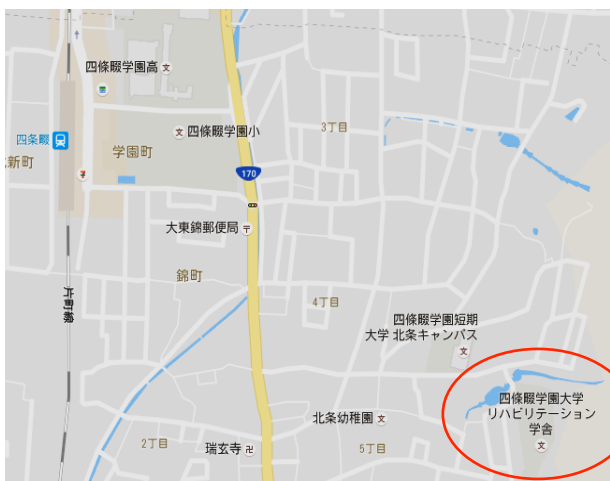 四條畷学園高
四条畷
四條畷学園小
3丁目
学園町
新町
170
大東錦郵便局
錦町
片町線
4丁目
四條畷学園短期
大学 北条キャンパス
四條畷学園大学
リハビリテーション
学舎
北条幼稚園
2丁目
瑞玄寺
5丁目